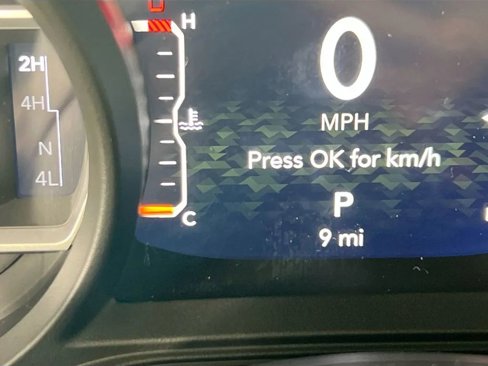 H
2H
0
4H
MPH
N
Press OK for km/h
4L
P
C
9 mi